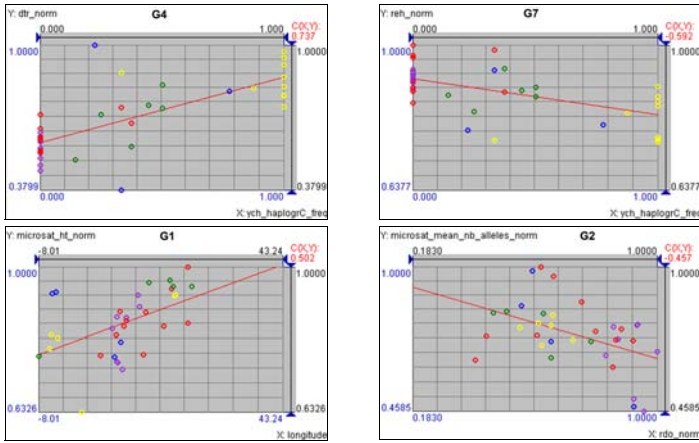 Y: dtr_norm G4 C(X,Y): 0.737
0.000 1.000
1.0000 1.0000
0.3799 0.3799
0.000 1.000
X: ych_haplogrC_freq
Y: reh_norm G7 C(X,Y): -0.592
0.000 1.000
1.0000 1.0000
0.6377 0.6377
0.000 1.000
X: ych_haplogrC_freq
Y: microsat_ht_norm G1 C(X,Y): 0.502
-8.01 43.24
1.0000 1.0000
0.6326 0.6326
-8.01 43.24
X: longitude
Y: microsat_mean_nb_alleles_norm G2 C(X,Y): -0.457
0.1830 1.0000
1.0000 1.0000
0.4585 0.4585
0.1830 1.0000
X: rdo_norm